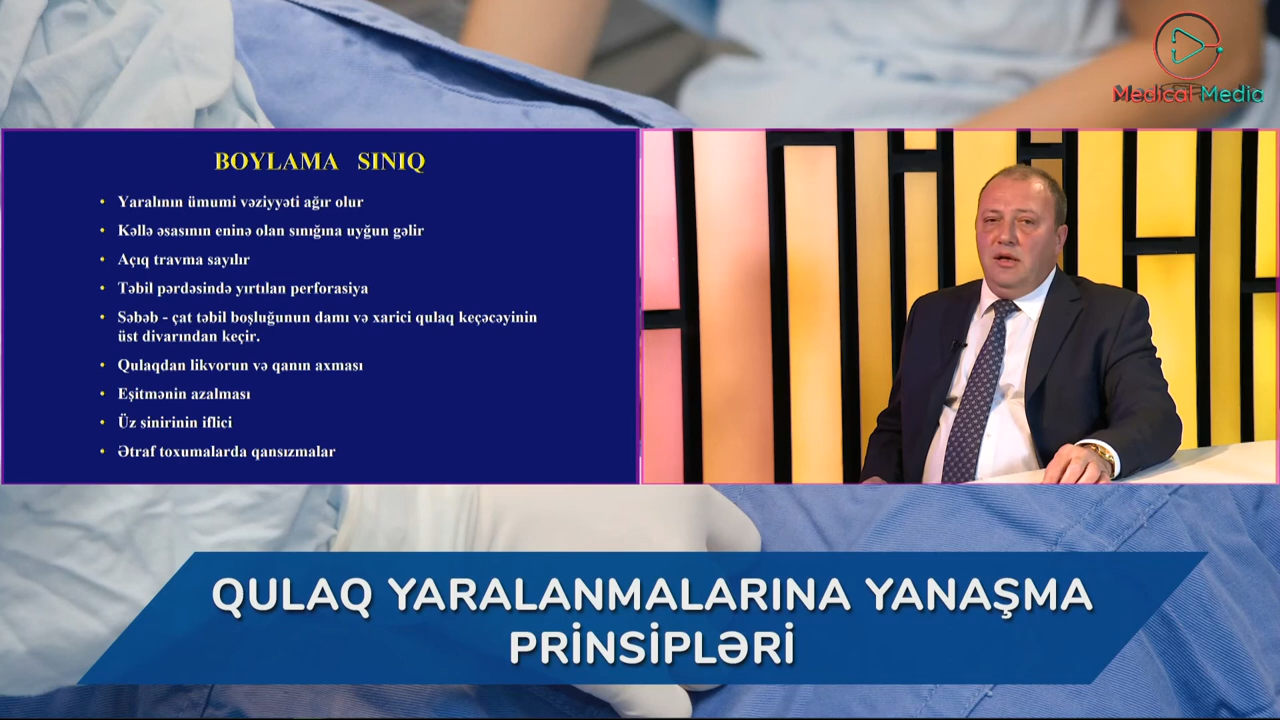 Medical Media
BOYLAMA SINIQ
• Yaralının ümumi vəziyyəti ağır olur
• Kəllə əsasının eninə olan sınığına uyğun gəlir
• Açıq travma sayılır
• Təbil pərdəsində yırtılan perforasiya
• Səbəb - çat təbil boşluğunun damı və xarici qulaq keçəcəyinin
üst divarından keçir.
• Qulaqdan likvorun və qanın axması
• Eşitmənin azalması
• Üz sinirinin iflici
• Ətraf toxumalarda qansızmalar
QULAQ YARALANMALARINA YANAŞMA
PRİNSİPLƏRİ